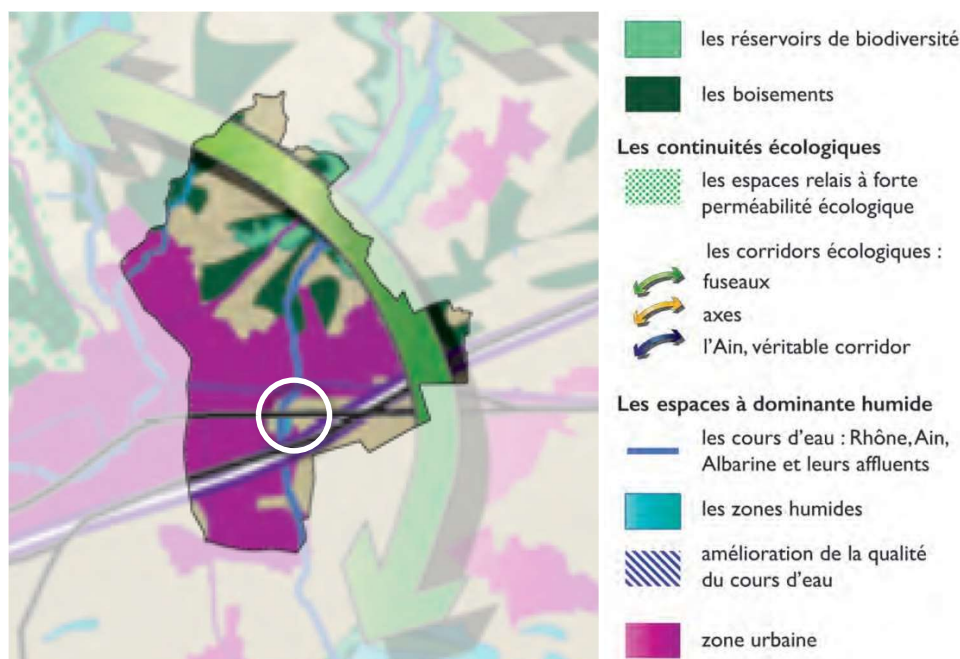 les réservoirs de biodiversité
les boisements
Les continuités écologiques
les espaces relais à forte
perméabilité écologique
les corridors écologiques :
fuseaux
axes
l'Ain, véritable corridor
Les espaces à dominante humide
les cours d'eau : Rhône, Ain,
Albarine et leurs affluents
les zones humides
amélioration de la qualité
du cours d'eau
zone urbaine